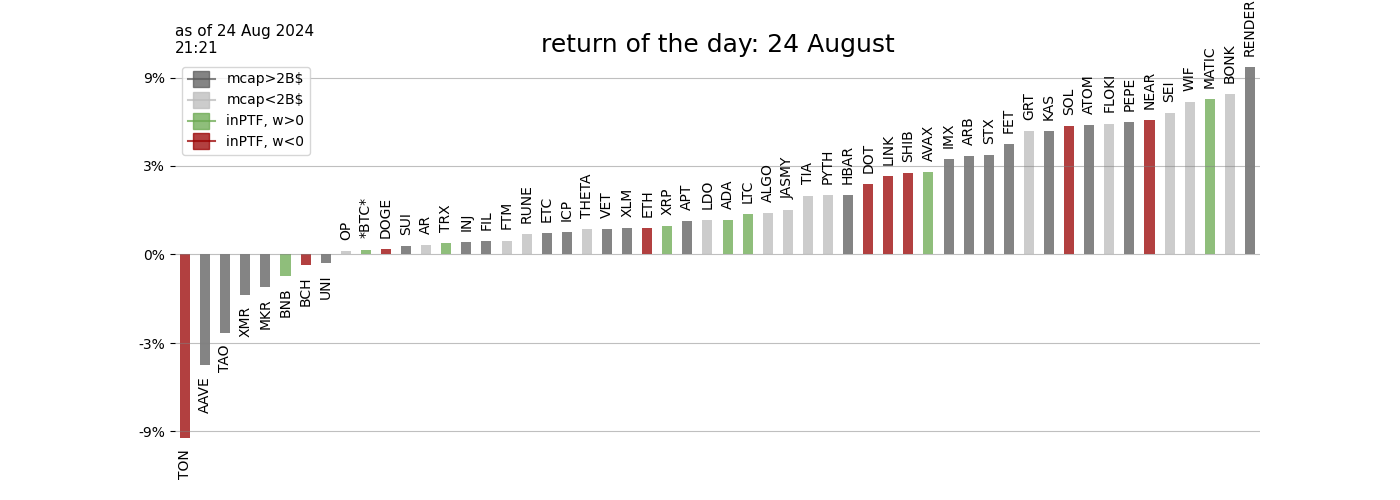 as of 24 Aug 2024
21:21
return of the day: 24 August
mcap>2B$
mcap<2B$
inPTF, w>0
inPTF, w<0
9%
3%
0%
-3%
-9%
TON
AAVE
TAO
XMR
MKR
BNB
BCH
UNI
OP
*BTC*
DOGE
SUI
AR
TRX
INJ
FIL
FTM
RUNE
ETC
ICP
THETA
VET
XLM
ETH
XRP
APT
LDO
ADA
LTC
ALGO
JASMY
TIA
PYTH
HBAR
DOT
LINK
SHIB
AVAX
IMX
ARB
STX
FET
GRT
KAS
SOL
ATOM
FLOKI
PEPE
NEAR
SEI
WIF
MATIC
BONK
RENDER